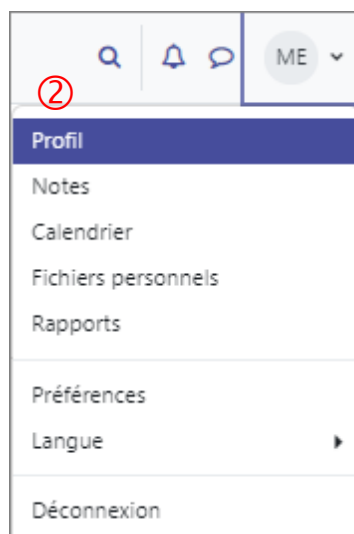 ME
②
Profil
Notes
Calendrier
Fichiers personnels
Rapports
Préférences
Langue
Déconnexion